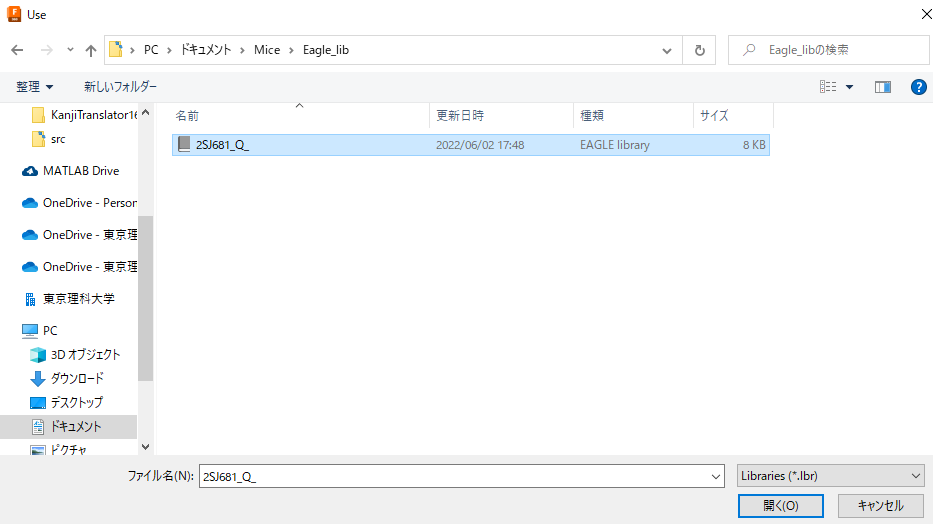 Use
PC > ドキュメント > Mice > Eagle_lib
Eagle_libの検索
整理
新しいフォルダー
名前 更新日時 種類 サイズ
2SJ681_Q_ 2022/06/02 17:48 EAGLE library 8 KB
KanjiTranslator16
src
MATLAB Drive
OneDrive - Person
OneDrive - 東京理
OneDrive - 東京理
東京理科大学
PC
3D オブジェクト
ダウンロード
デスクトップ
ドキュメント
ピクチャ
ファイル名(N): 2SJ681_Q_ Libraries (*.lbr)
開く(O) キャンセル